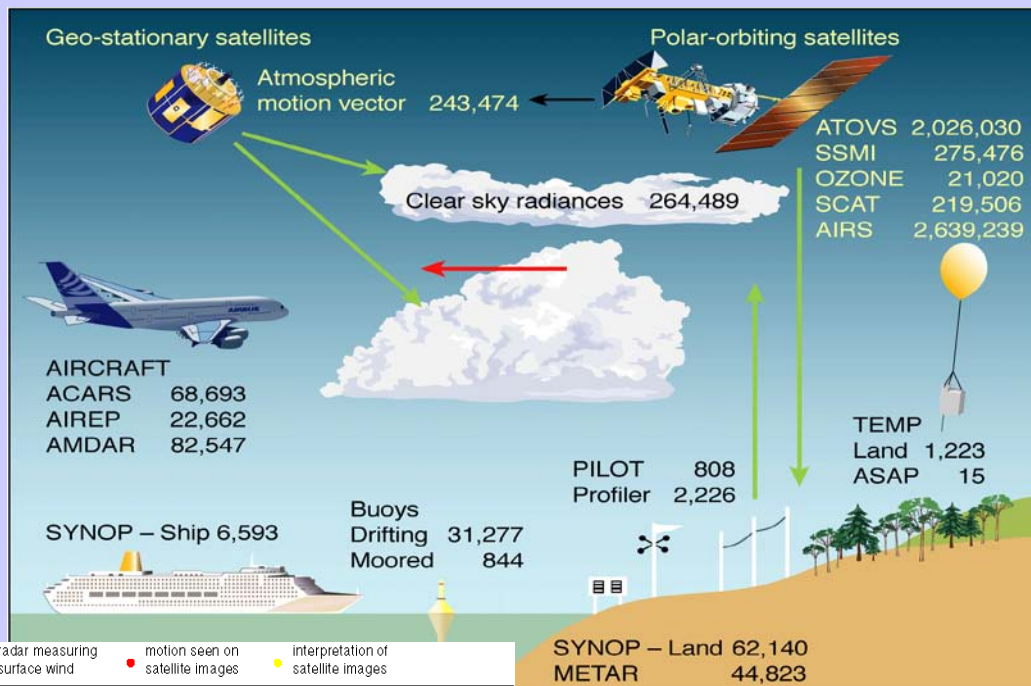 Geo-stationary satellites
Polar-orbiting satellites
Atmospheric
motion vector 243,474
ATOVS 2,026,030
SSMI 275,476
OZONE 21,020
SCAT 219,506
AIRS 2,639,239
Clear sky radiances 264,489
AIRBUS
AIRCRAFT
ACARS 68,693
AIREP 22,662
AMDAR 82,547
TEMP
Land 1,223
ASAP 15
PILOT 808
Profiler 2,226
Buoys
Drifting 31,277
Moored 844
SYNOP – Ship 6,593
SYNOP – Land 62,140
METAR 44,823
radar measuring
surface wind
motion seen on
satellite images
interpretation of
satellite images